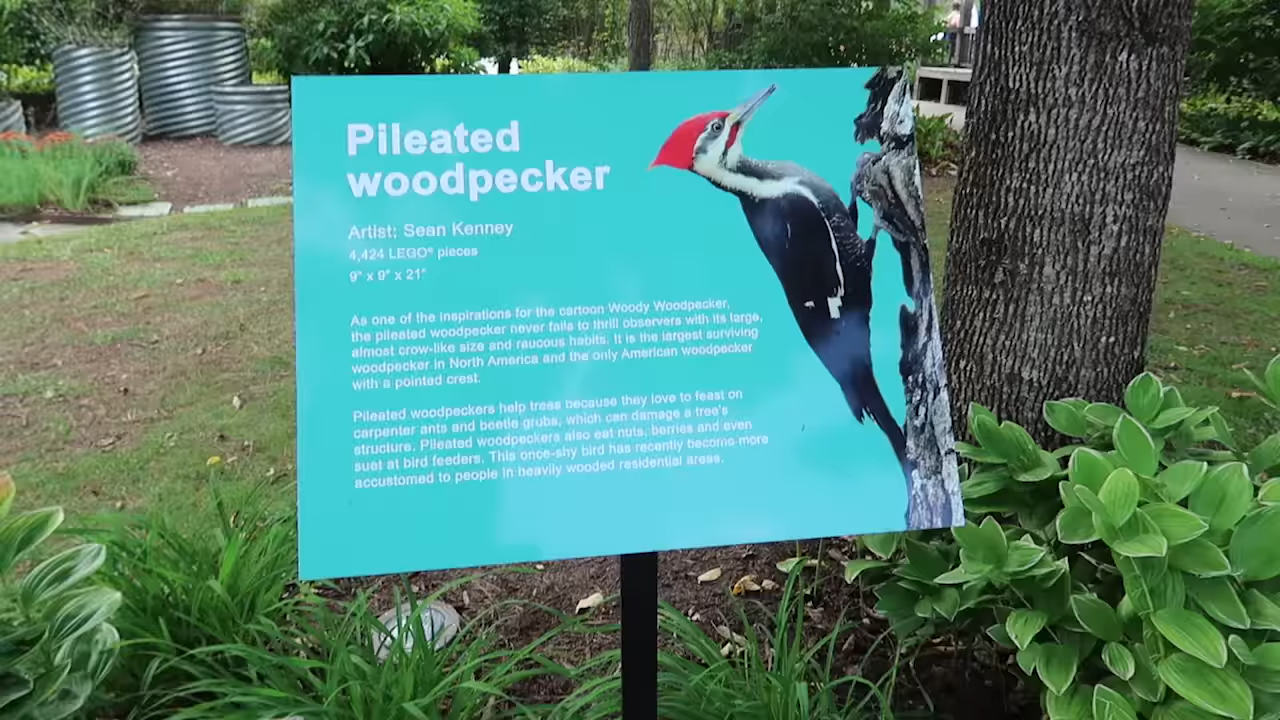 Pileated
woodpecker
Artist: Sean Kenney
4,424 LEGO® pieces
9" x 9" x 21"
As one of the inspirations for the cartoon Woody Woodpecker,
the pileated woodpecker never fails to thrill observers with its large,
almost crow-like size and raucous habits. It is the largest surviving
woodpecker in North America and the only American woodpecker
with a pointed crest.
Pileated woodpeckers help trees because they love to feast on
carpenter ants and beetle grubs, which can damage a tree's
structure. Pileated woodpeckers also eat nuts, berries and even
suet at bird feeders. This once-shy bird has recently become more
accustomed to people in heavily wooded residential areas.